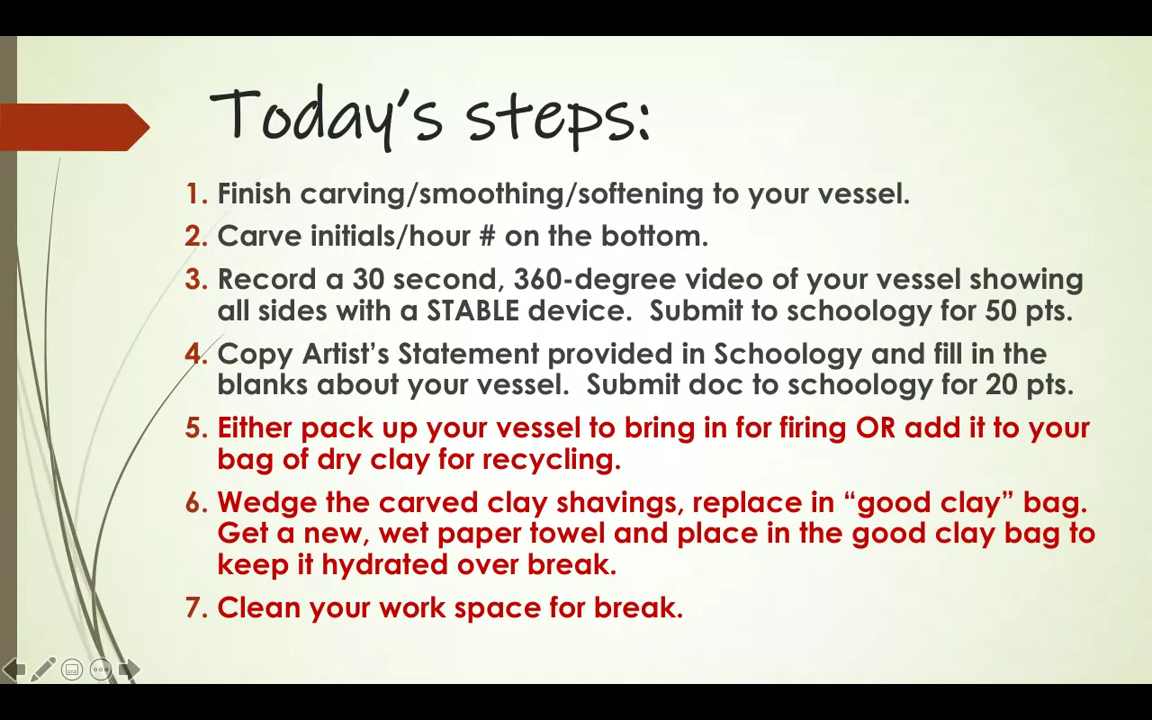 Today's steps:
1. Finish carving/smoothing/softening to your vessel.
2. Carve initials/hour # on the bottom.
3. Record a 30 second, 360-degree video of your vessel showing
all sides with a STABLE device.  Submit to schoology for 50 pts.
4. Copy Artist's Statement provided in Schoology and fill in the
blanks about your vessel.  Submit doc to schoology for 20 pts.
5. Either pack up your vessel to bring in for firing OR add it to your
bag of dry clay for recycling.
6. Wedge the carved clay shavings, replace in “good clay” bag.
Get a new, wet paper towel and place in the good clay bag to
keep it hydrated over break.
7. Clean your work space for break.